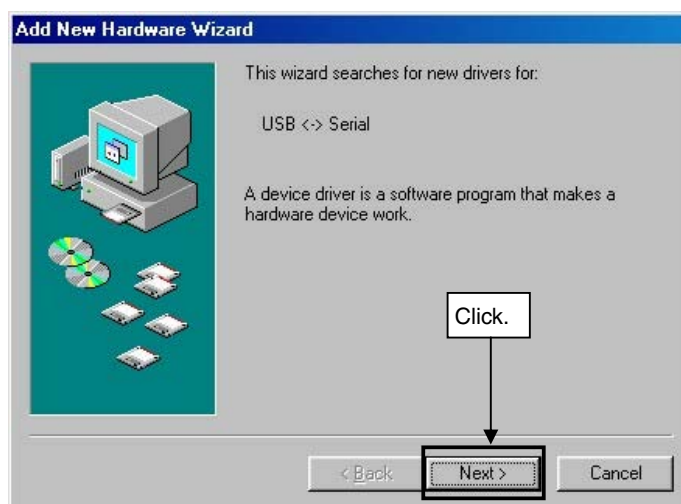 Add New Hardware Wizard
This wizard searches for new drivers for:
USB <-> Serial
A device driver is a software program that makes a
hardware device work.
Click.
< Back
Next >
Cancel